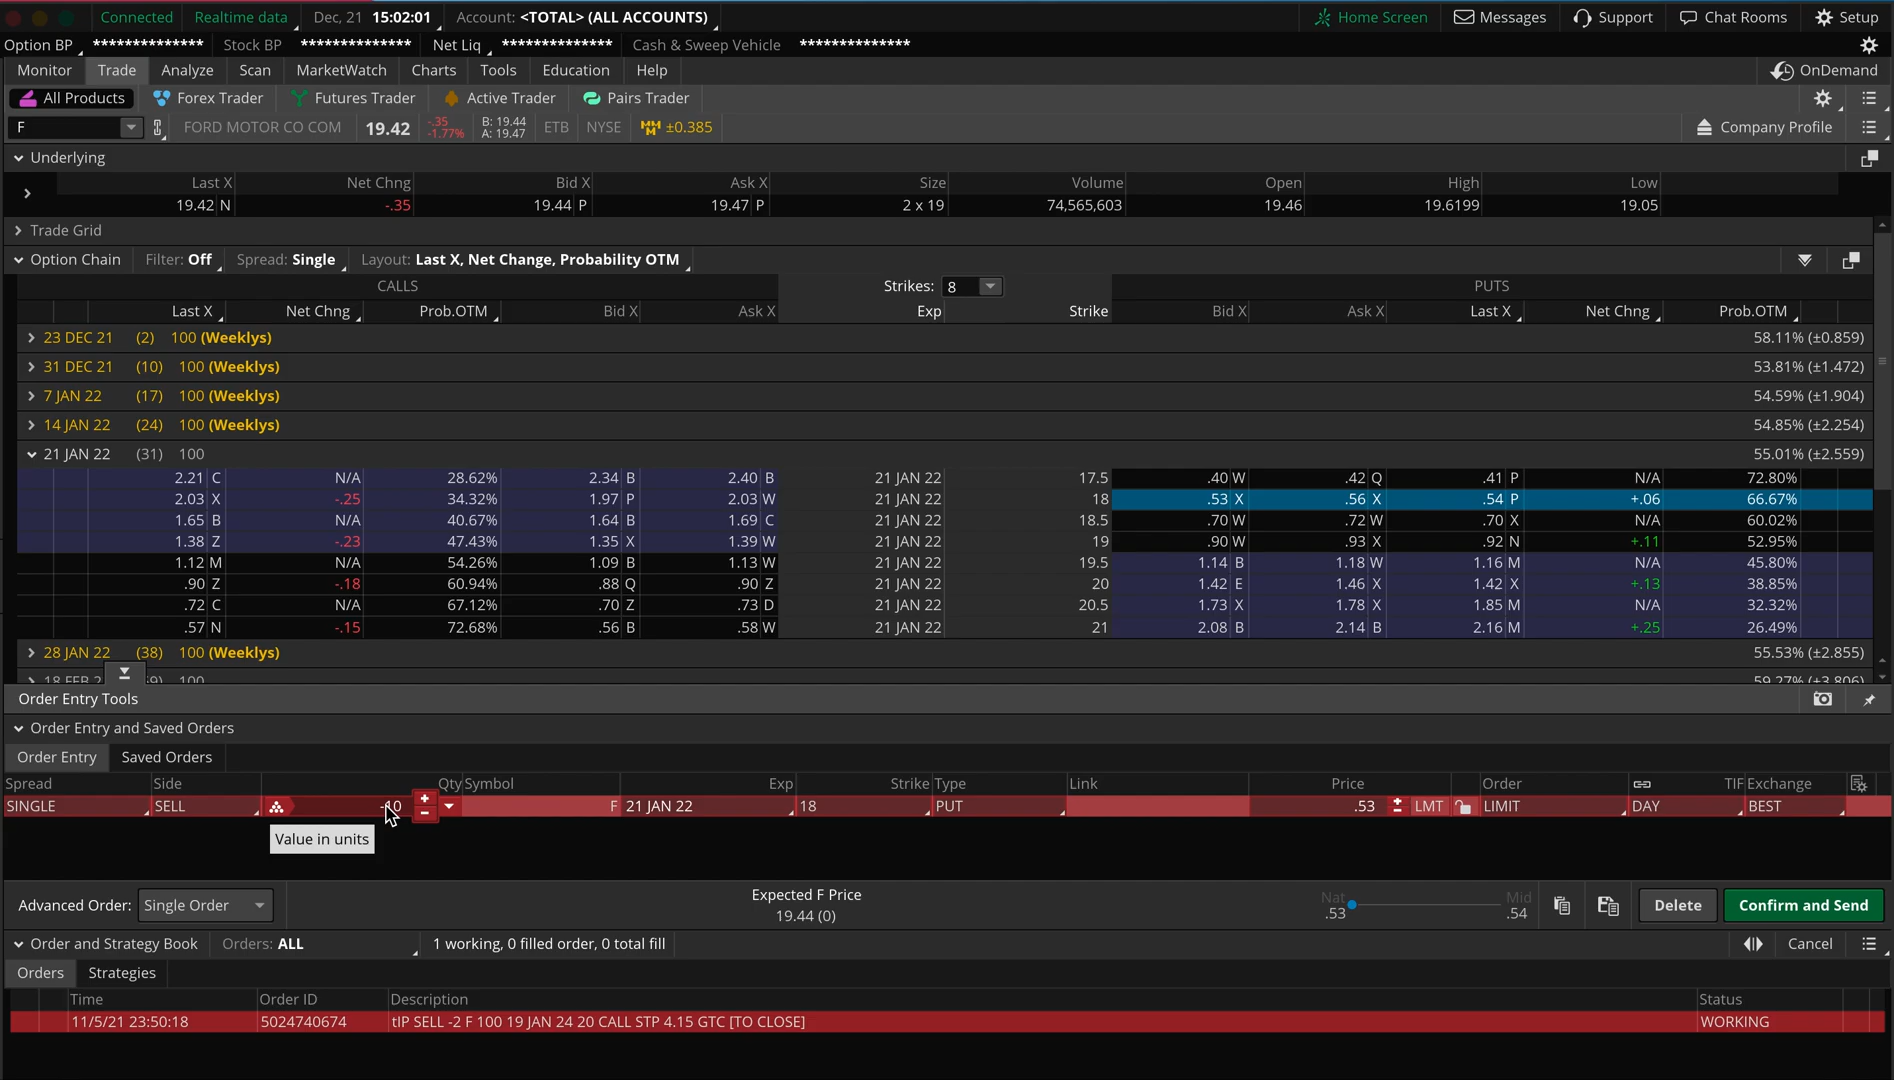 Connected Realtime data Dec, 21 15:02:01 Account: <TOTAL> (ALL ACCOUNTS) Home Screen Messages Support Chat Rooms Setup
Option BP ************** Stock BP ************** Net Liq ************** Cash & Sweep Vehicle **************
Monitor Trade Analyze Scan MarketWatch Charts Tools Education Help OnDemand
All Products Forex Trader Futures Trader Active Trader Pairs Trader
F FORD MOTOR CO COM 19.42 -.35 -1.77% B: 19.44 A: 19.47 ETB NYSE ±0.385 Company Profile
Underlying
Last X Net Chng Bid X Ask X Size Volume Open High Low
19.42 N -.35 19.44 P 19.47 P 2 x 19 74,565,603 19.46 19.6199 19.05
Trade Grid
Option Chain Filter: Off Spread: Single Layout: Last X, Net Change, Probability OTM
CALLS Strikes: 8 PUTS
Last X Net Chng Prob.OTM Bid X Ask X Exp Strike Bid X Ask X Last X Net Chng Prob.OTM
23 DEC 21 (2) 100 (Weeklys) 58.11% (±0.859)
31 DEC 21 (10) 100 (Weeklys) 53.81% (±1.472)
7 JAN 22 (17) 100 (Weeklys) 54.59% (±1.904)
14 JAN 22 (24) 100 (Weeklys) 54.85% (±2.254)
21 JAN 22 (31) 100 55.01% (±2.559)
2.21 C N/A 28.62% 2.34 B 2.40 B 21 JAN 22 17.5 .40 W .42 Q .41 P N/A 72.80%
2.03 X -.25 34.32% 1.97 P 2.03 W 21 JAN 22 18 .53 X .56 X .54 P +.06 66.67%
1.65 B N/A 40.67% 1.64 B 1.69 C 21 JAN 22 18.5 .70 W .72 W .70 X N/A 60.02%
1.38 Z -.23 47.43% 1.35 X 1.39 W 21 JAN 22 19 .90 W .93 X .92 N +.11 52.95%
1.12 M N/A 54.26% 1.09 B 1.13 W 21 JAN 22 19.5 1.14 B 1.18 W 1.16 M N/A 45.80%
.90 Z -.18 60.94% .88 Q .90 Z 21 JAN 22 20 1.42 E 1.46 X 1.42 X +.13 38.85%
.72 C N/A 67.12% .70 Z .73 D 21 JAN 22 20.5 1.73 X 1.78 X 1.85 M N/A 32.32%
.57 N -.15 72.68% .56 B .58 W 21 JAN 22 21 2.08 B 2.14 B 2.16 M +.25 26.49%
28 JAN 22 (38) 100 (Weeklys) 55.53% (±2.855)
18 FEB 2 9) 100 59.27% (±3.806)
Order Entry Tools
Order Entry and Saved Orders
Order Entry Saved Orders
Spread Side Qty Symbol Exp Strike Type Link Price Order TIF Exchange
SINGLE SELL -10 F 21 JAN 22 18 PUT .53 LMT LIMIT DAY BEST
Value in units
Advanced Order: Single Order Expected F Price 19.44 (0) Nat .53 Mid .54 Delete Confirm and Send
Order and Strategy Book Orders: ALL 1 working, 0 filled order, 0 total fill Cancel
Orders Strategies
Time Order ID Description Status
11/5/21 23:50:18 5024740674 tIP SELL -2 F 100 19 JAN 24 20 CALL STP 4.15 GTC [TO CLOSE] WORKING